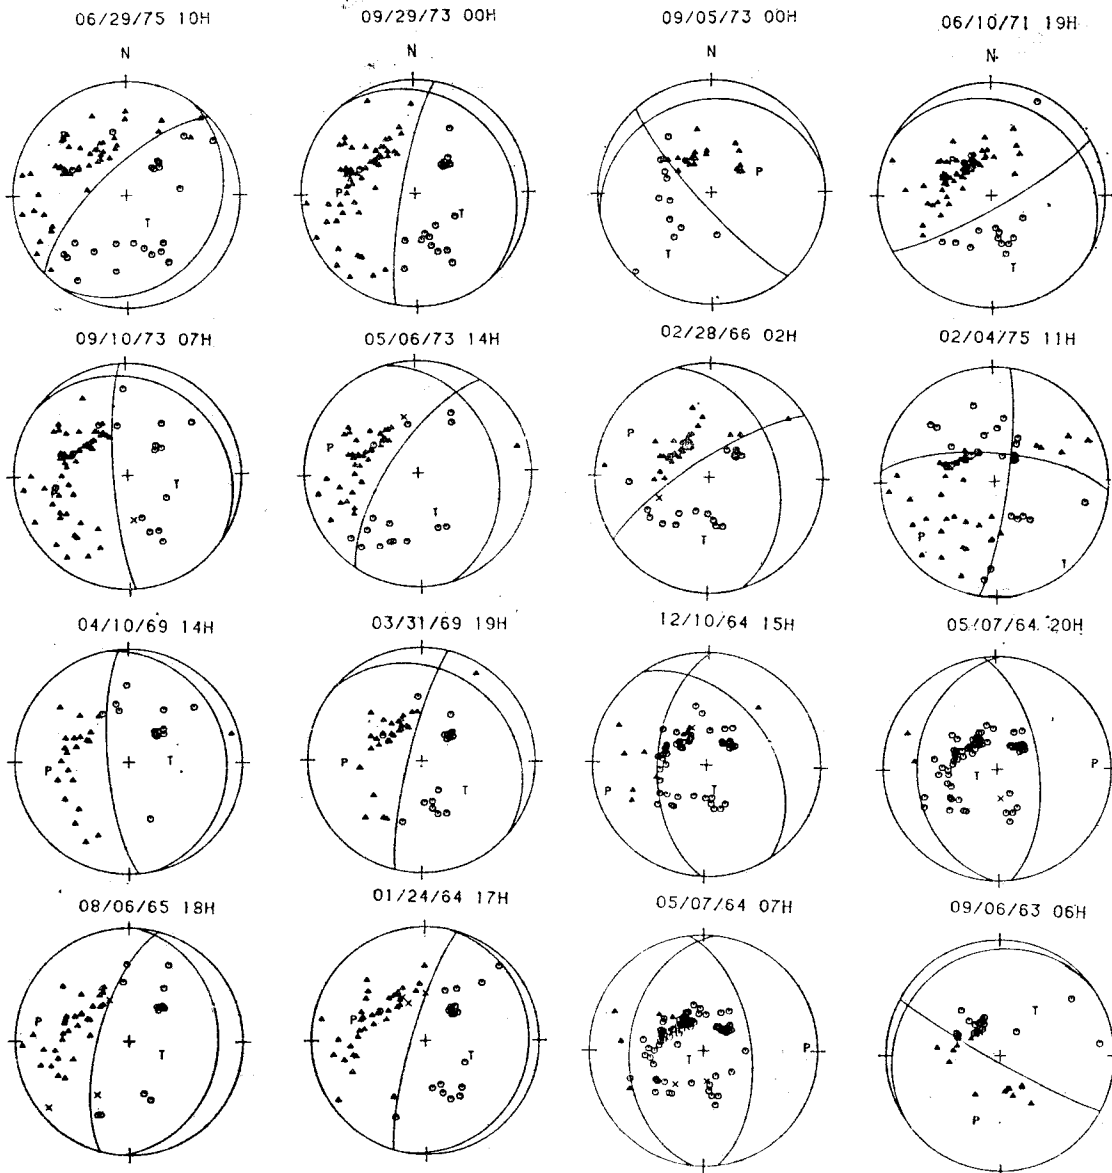 06/29/75 10H
09/29/73 00H
09/05/73 00H
06/10/71 19H
N
N
N
T
P
T
P
T
T
09/10/73 07H
05/06/73 14H
02/28/66 02H
02/04/75 11H
P
T
P
T
P
T
P
T
04/10/69 14H
03/31/69 19H
12/10/64 15H
05/07/64 20H
P
T
P
T
P
T
T
P
08/06/65 18H
01/24/64 17H
05/07/64 07H
09/06/63 06H
P
T
P
T
T
P
T
P